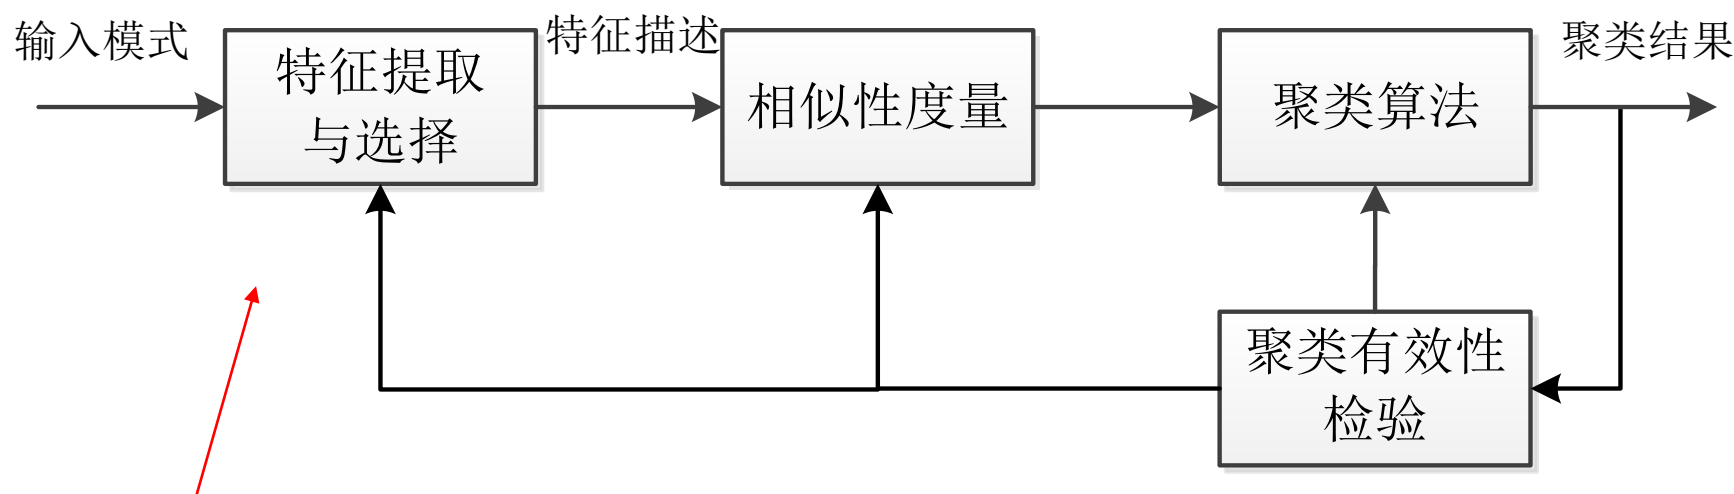 输入模式
特征提取
与选择
特征描述
相似性度量
聚类算法
聚类结果
聚类有效性
检验